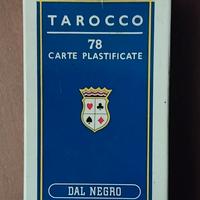 TAROCCO
78
CARTE PLASTIFICATE
DAL NEGRO